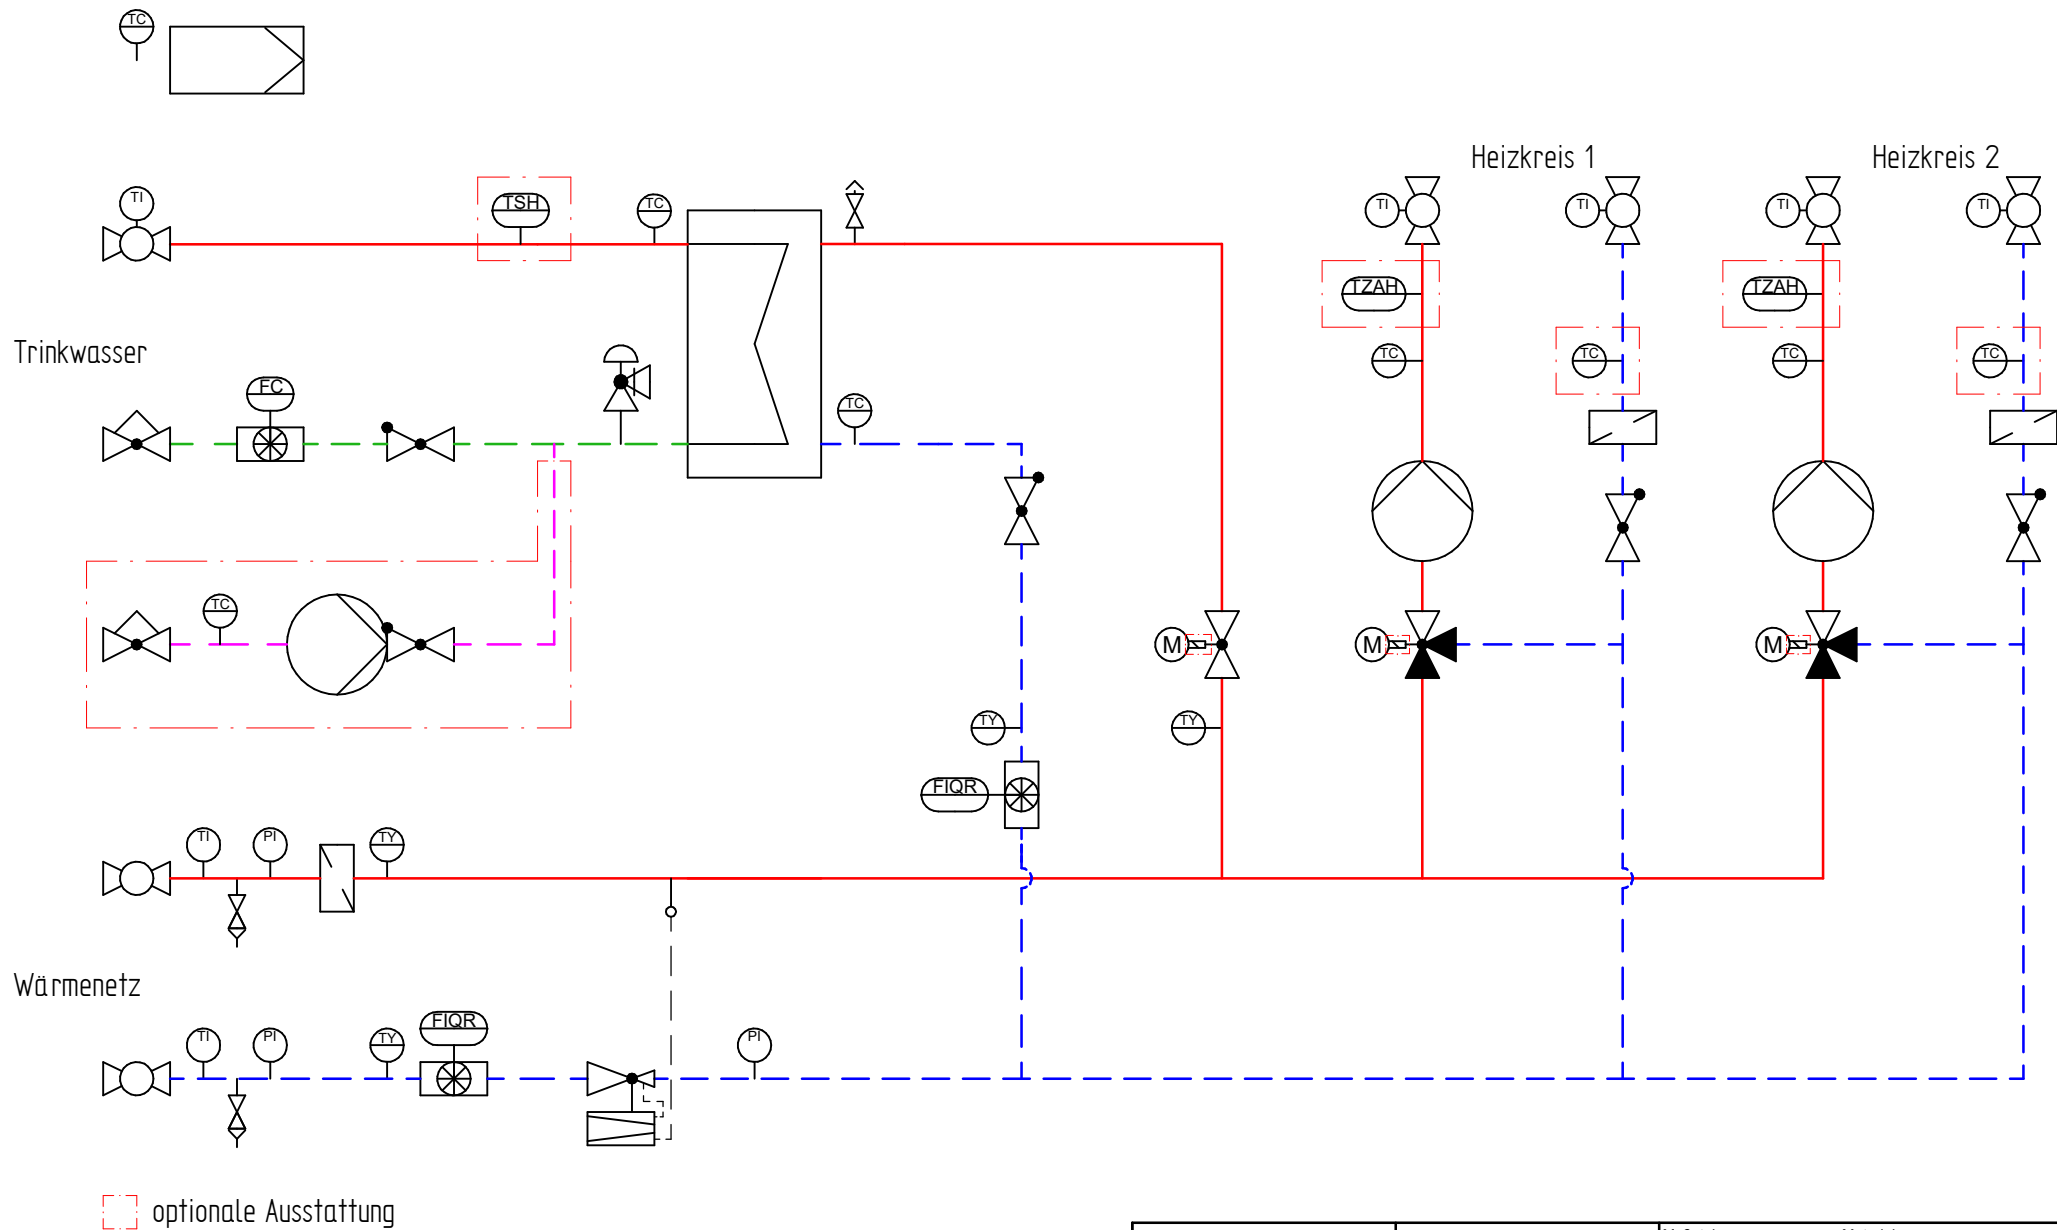 TC
Heizkreis 1
Heizkreis 2
TI
TSH
TC
TI
TI
TI
TI
TZAH
TZAH
Trinkwasser
TC
TC
TC
TC
FC
TC
TC
M
M
M
TY
TY
FIQR
TI
PI
TY
Wärmenetz
FIQR
TI
PI
TY
PI
optionale Ausstattung